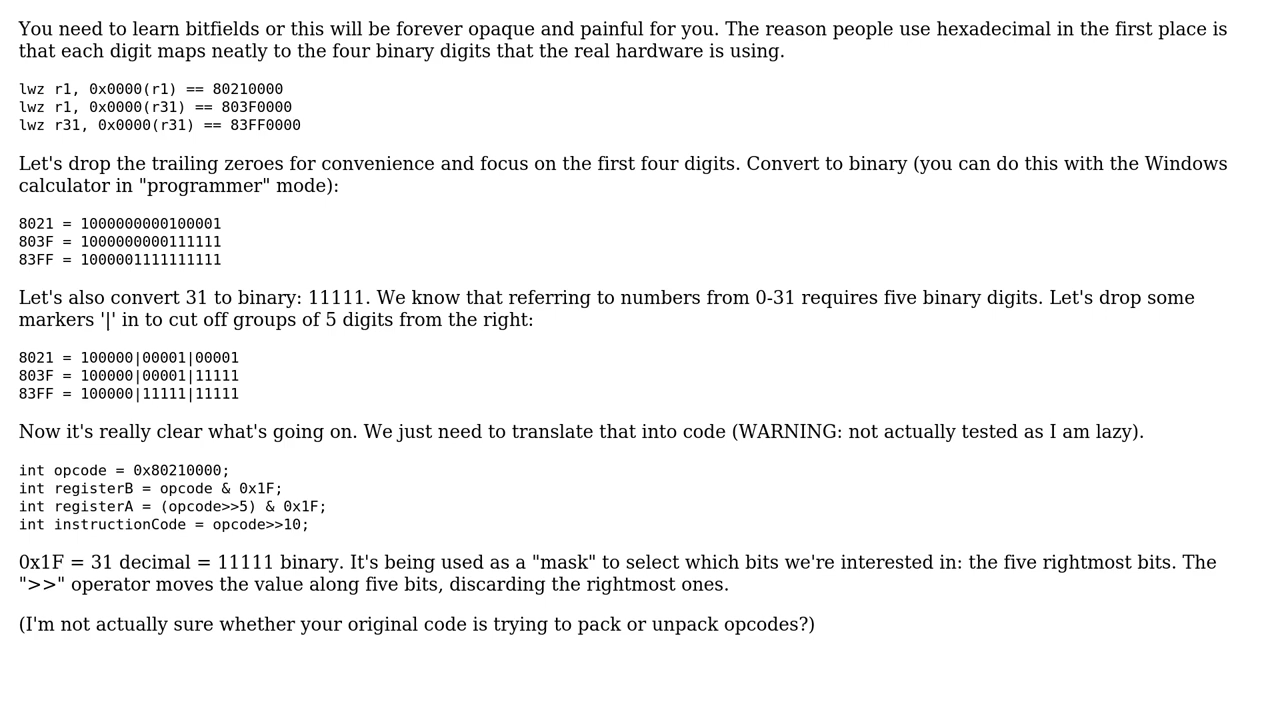 You need to learn bitfields or this will be forever opaque and painful for you. The reason people use hexadecimal in the first place is
that each digit maps neatly to the four binary digits that the real hardware is using.
lwz r1, 0x0000(r1) == 80210000
lwz r1, 0x0000(r31) == 803F0000
lwz r31, 0x0000(r31) == 83FF0000
Let's drop the trailing zeroes for convenience and focus on the first four digits. Convert to binary (you can do this with the Windows
calculator in "programmer" mode):
8021 = 1000000000100001
803F = 1000000000111111
83FF = 1000001111111111
Let's also convert 31 to binary: 11111. We know that referring to numbers from 0-31 requires five binary digits. Let's drop some
markers '|' in to cut off groups of 5 digits from the right:
8021 = 100000|00001|00001
803F = 100000|00001|11111
83FF = 100000|11111|11111
Now it's really clear what's going on. We just need to translate that into code (WARNING: not actually tested as I am lazy).
int opcode = 0x80210000;
int registerB = opcode & 0x1F;
int registerA = (opcode>>5) & 0x1F;
int instructionCode = opcode>>10;
0x1F = 31 decimal = 11111 binary. It's being used as a "mask" to select which bits we're interested in: the five rightmost bits. The
">>" operator moves the value along five bits, discarding the rightmost ones.
(I'm not actually sure whether your original code is trying to pack or unpack opcodes?)